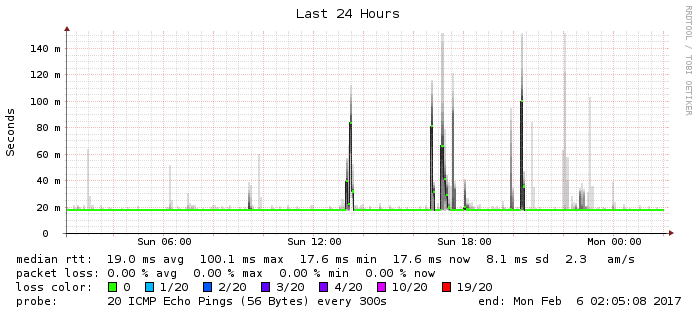 Last 24 Hours
RRDTOOL / TOBI OETIKER
Seconds
140 m
120 m
100 m
80 m
60 m
40 m
20 m
0
Sun 06:00 Sun 12:00 Sun 18:00 Mon 00:00
median rtt: 19.0 ms avg 100.1 ms max 17.6 ms min 17.6 ms now 8.1 ms sd 2.3 am/s
packet loss: 0.00 % avg 0.00 % max 0.00 % min 0.00 % now
loss color: 0 1/20 2/20 3/20 4/20 10/20 19/20
probe: 20 ICMP Echo Pings (56 Bytes) every 300s end: Mon Feb 6 02:05:08 2017